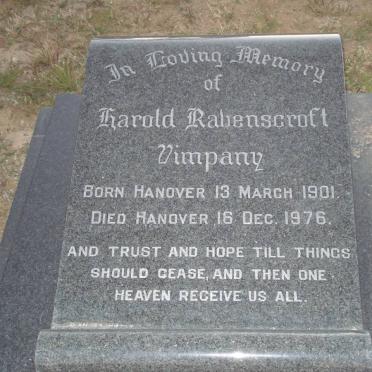 In Loving Memory
of
Harold Ravenscroft
Vimpany
BORN HANOVER 13 MARCH 1901.
DIED HANOVER 16 DEC. 1976.
AND TRUST AND HOPE TILL THINGS
SHOULD CEASE, AND THEN ONE
HEAVEN RECEIVE US ALL.